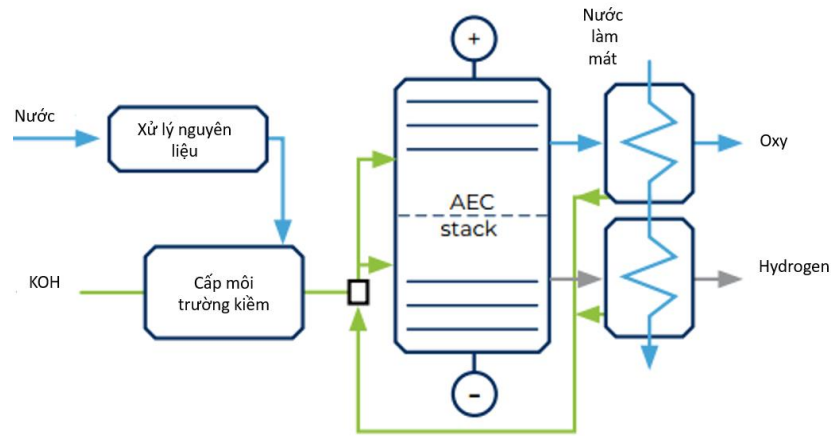 Nước
làm
mát
+
Nước
Xử lý nguyên
liệu
Oxy
AEC
stack
KOH
Cấp môi
trường kiềm
Hydrogen
-